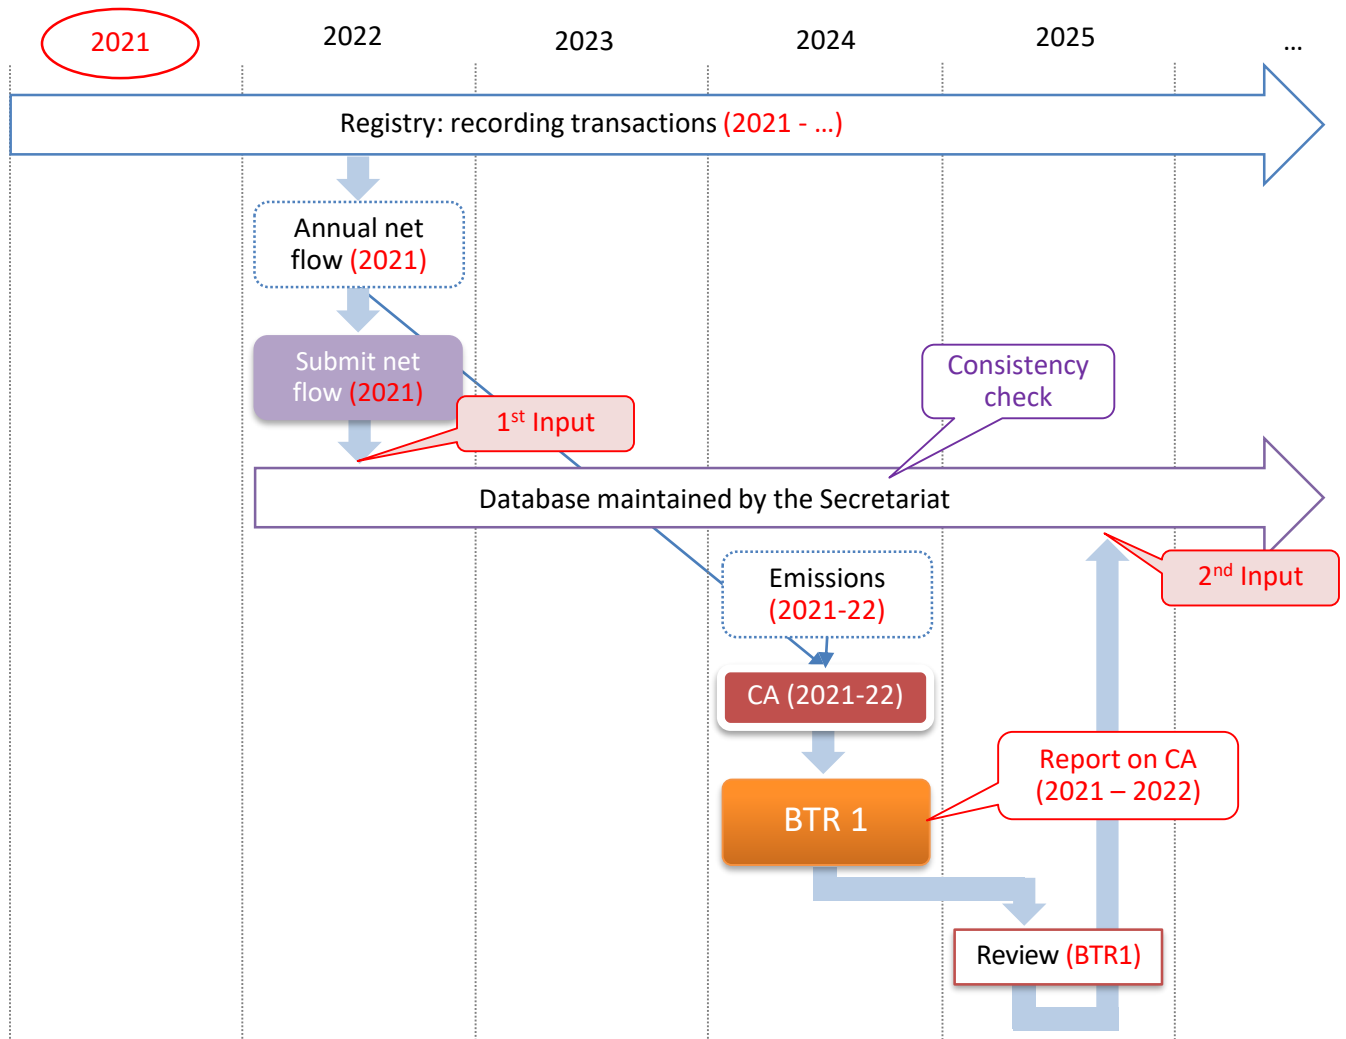 2021 2022 2023 2024 2025 ...
Registry: recording transactions (2021 - ...)
Annual net
flow (2021)
Submit net
flow (2021)
1st Input
Consistency
check
Database maintained by the Secretariat
2nd Input
Emissions
(2021-22)
CA (2021-22)
Report on CA
(2021 – 2022)
BTR 1
Review (BTR1)